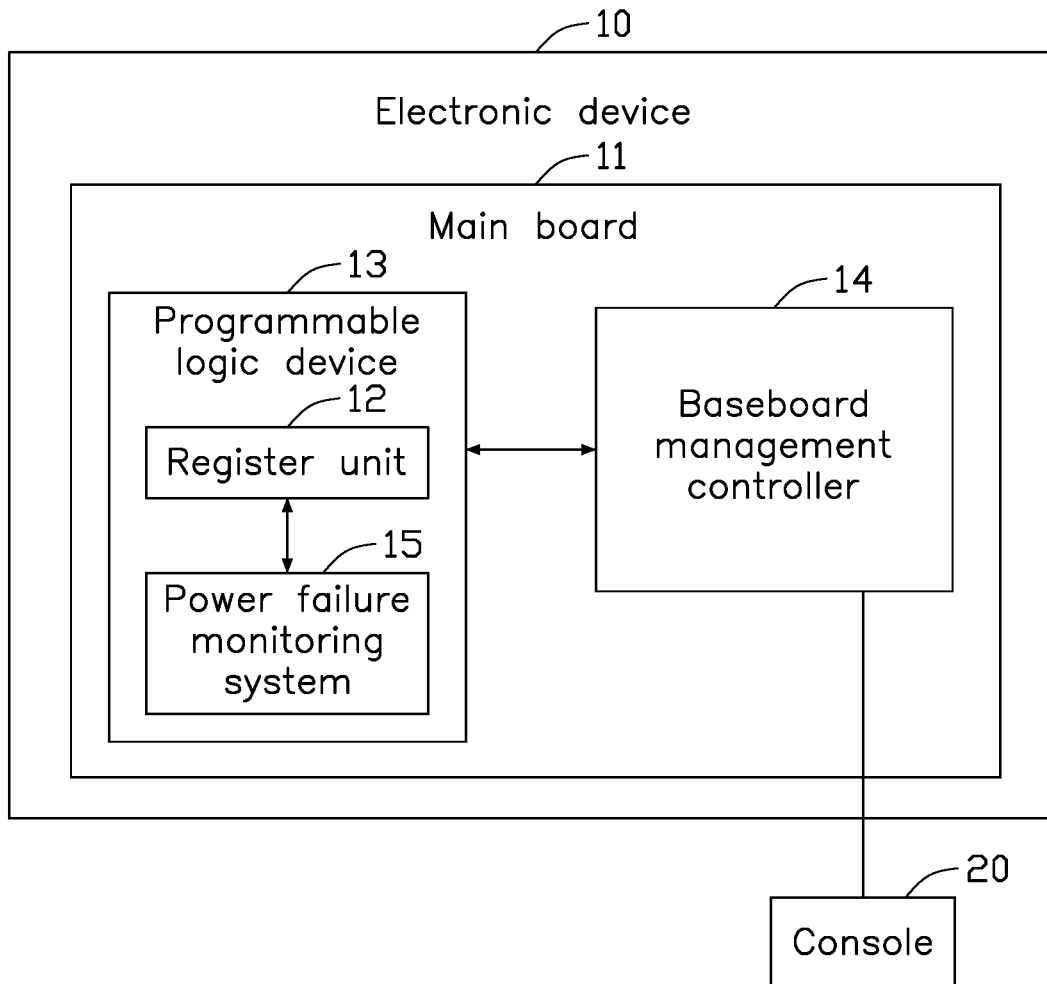 10
Electronic device
11
Main board
13
Programmable
logic device
12
Register unit
15
Power failure
monitoring
system
14
Baseboard
management
controller
20
Console